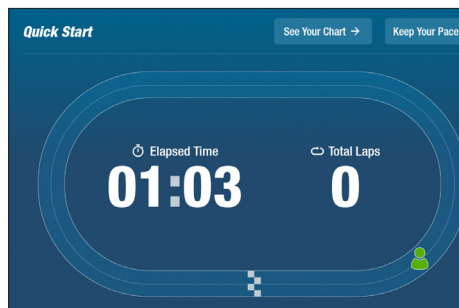 Quick Start
See Your Chart →
Keep Your Pace
Elapsed Time
Total Laps
01:03
0